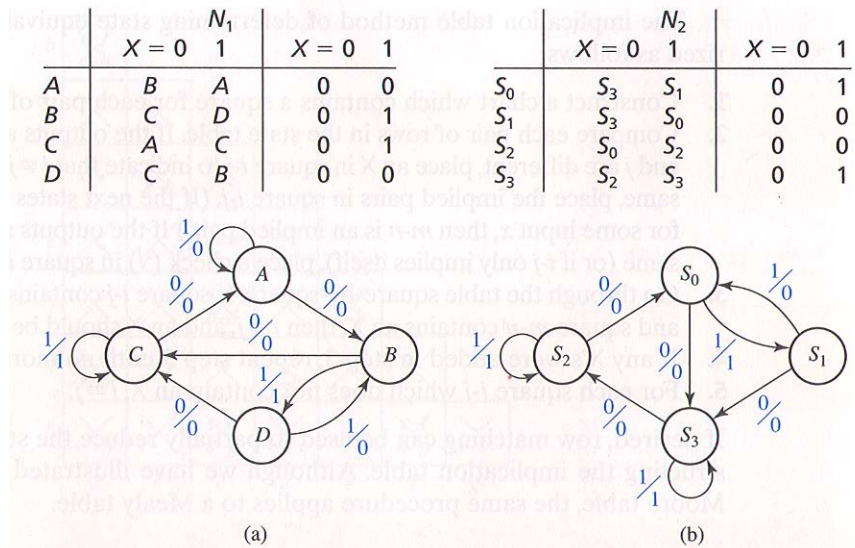 N₁ N₂
X = 0 1 X = 0 1 X = 0 1 X = 0 1
A B A 0 0 S₀ S₃ S₁ 0 1
B C D 0 1 S₁ S₃ S₀ 0 0
C A C 0 1 S₂ S₀ S₂ 0 0
D C B 0 0 S₃ S₂ S₃ 0 1
1/0
A
0/0
0/0
1/1
C
0/0
B
1/1
0/0
D
1/0
(a)
S₀
1/0
0/0
1/1
S₂
0/0
1/1
S₁
0/0
0/0
S₃
1/1
(b)